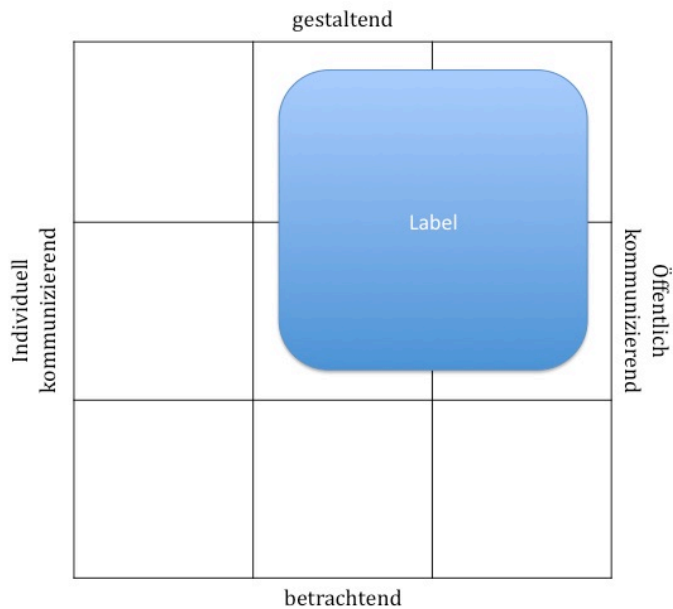 gestaltend
Label
Individuell
kommunizierend
Öffentlich
kommunizierend
betrachtend